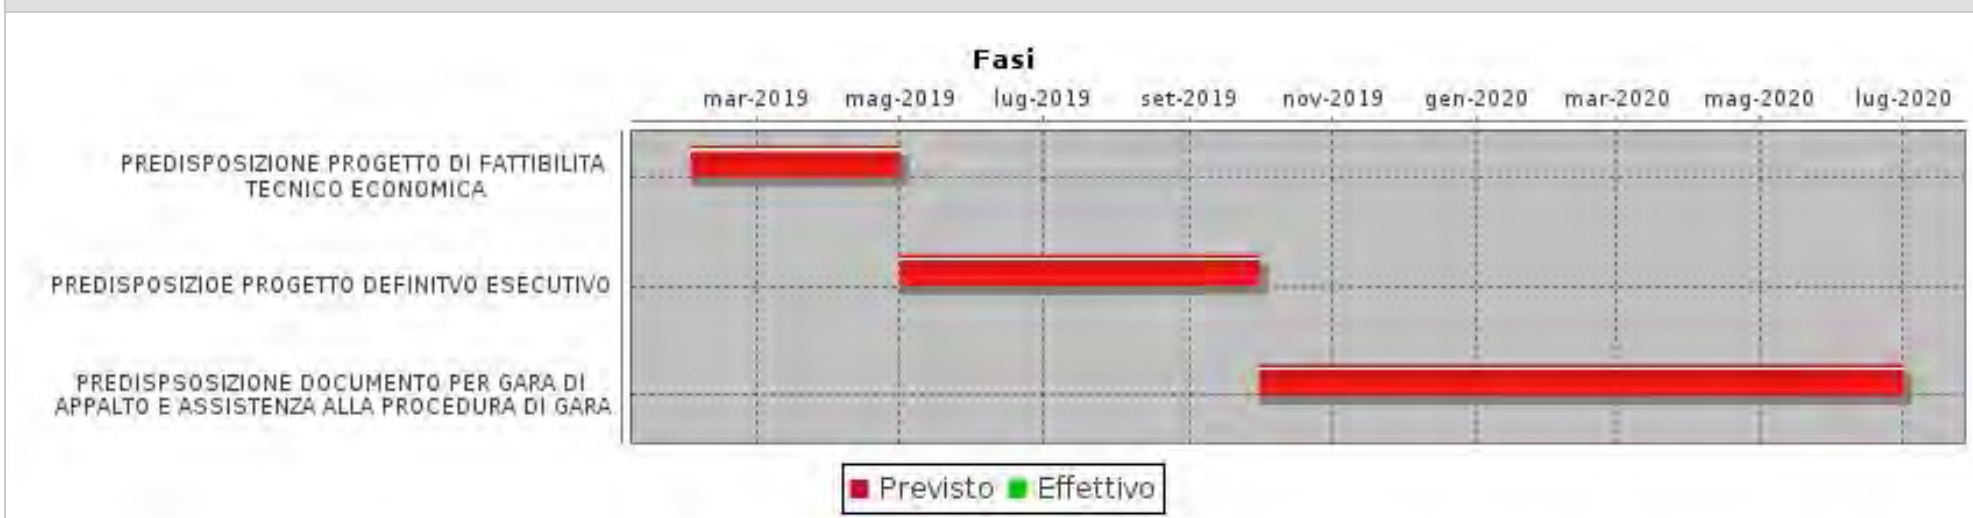 Fasi
mar-2019 mag-2019 lug-2019 set-2019 nov-2019 gen-2020 mar-2020 mag-2020 lug-2020
PREDISPOSIZIONE PROGETTO DI FATTIBILITA
TECNICO ECONOMICA
PREDISPOSIZIOE PROGETTO DEFINITVO ESECUTIVO
PREDISPSOSIZIONE DOCUMENTO PER GARA DI
APPALTO E ASSISTENZA ALLA PROCEDURA DI GARA
Previsto Effettivo